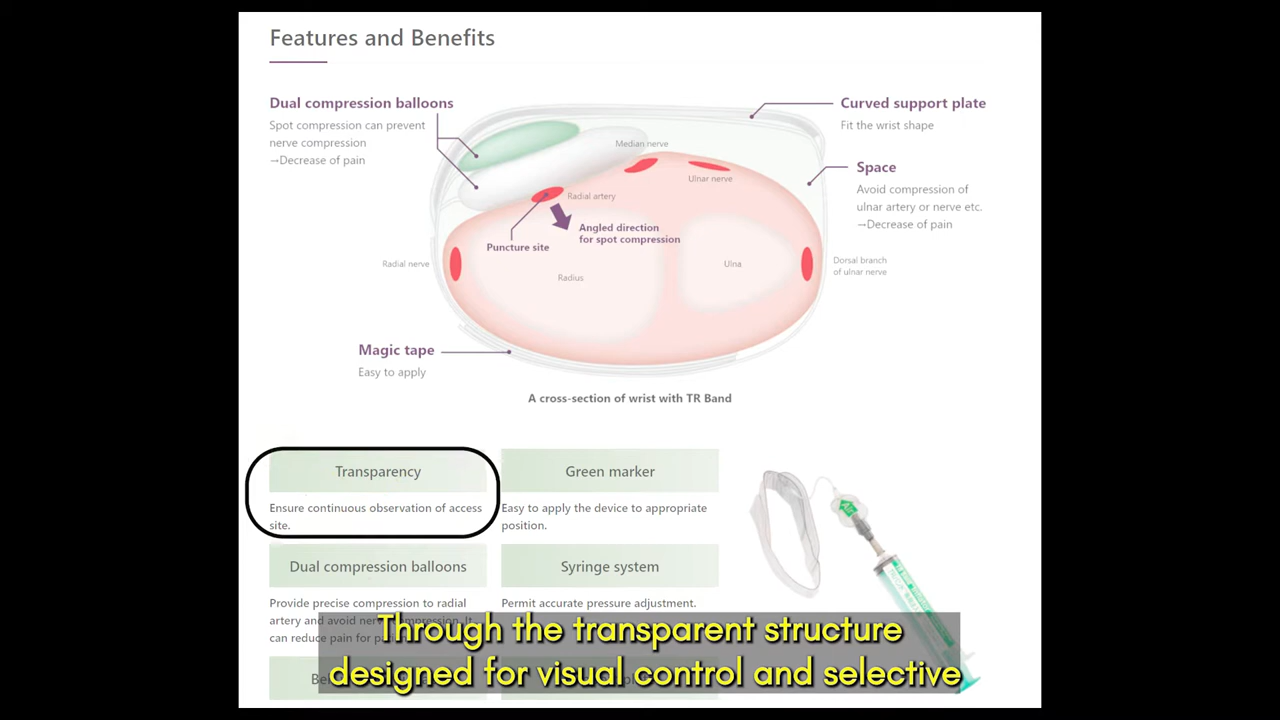 Features and Benefits
Dual compression balloons
Spot compression can prevent
nerve compression
→Decrease of pain
Curved support plate
Fit the wrist shape
Space
Avoid compression of
ulnar artery or nerve etc.
→Decrease of pain
Median nerve
Ulnar nerve
Radial artery
Angled direction
for spot compression
Puncture site
Radial nerve
Radius
Ulna
Dorsal branch
of ulnar nerve
Magic tape
Easy to apply
A cross-section of wrist with TR Band
Transparency
Ensure continuous observation of access
site.
Green marker
Easy to apply the device to appropriate
position.
Dual compression balloons
Provide precise compression to radial
artery and avoid nerve compression. It
can reduce pain for
Syringe system
Permit accurate pressure adjustment.
Through the transparent structure
designed for visual control and selective